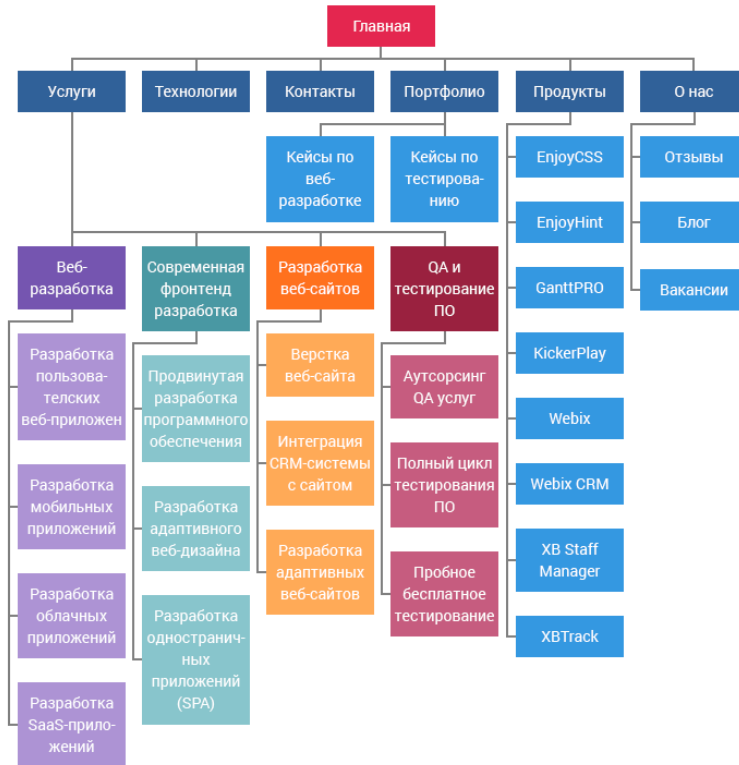 Главная
Услуги
Технологии
Контакты
Портфолио
Продукты
О нас
Кейсы по
веб-
разработке
Кейсы по
тестирова-
нию
EnjoyCSS
Отзывы
EnjoyHint
Блог
GanttPRO
Вакансии
KickerPlay
Webix
Webix CRM
XB Staff
Manager
XBTrack
Веб-
разработка
Современная
фронтенд
разработка
Разработка
веб-сайтов
QA и
тестирование
ПО
Разработка
пользова-
тельских
веб-приложен
Разработка
мобильных
приложений
Разработка
облачных
приложений
Разработка
SaaS-прило-
жений
Продвинутая
разработка
программного
обеспечения
Разработка
адаптивного
веб-дизайна
Разработка
одностранич-
ных
приложений
(SPA)
Верстка
веб-сайта
Интеграция
CRM-системы
с сайтом
Разработка
адаптивных
веб-сайтов
Аутсорсинг
QA услуг
Полный цикл
тестирования
ПО
Пробное
бесплатное
тестирование